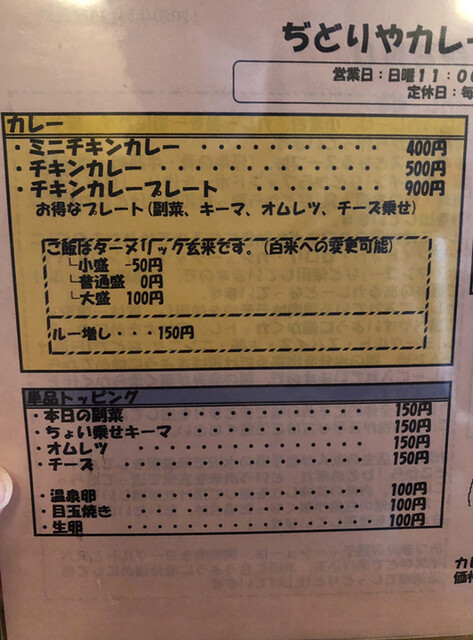 ぢどりやカレー
営業日：日曜１１：００
定休日：毎
カレー
・ミニチキンカレー ・・・・・・・・・・・ 400円
・チキンカレー ・・・・・・・・・・・・・ 500円
・チキンカレープレート ・・・・・・・・ 900円
お得なプレート(副菜、キーマ、オムレツ、チーズ乗せ)
ご飯はターメリック玄米です。(白米への変更可能)
└小盛 -50円
└普通盛 0円
└大盛 100円
ルー増し・・・150円
単品トッピング
・本日の副菜 ・・・・・・・・・・・・・ 150円
・ちょい乗せキーマ ・・・・・・・・・・ 150円
・オムレツ ・・・・・・・・・・・・・・ 150円
・チーズ ・・・・・・・・・・・・・・・ 150円
・温泉卵 ・・・・・・・・・・・・・・・ 100円
・目玉焼き ・・・・・・・・・・・・・・ 100円
・生卵 ・・・・・・・・・・・・・・・・ 100円
カレ
価格